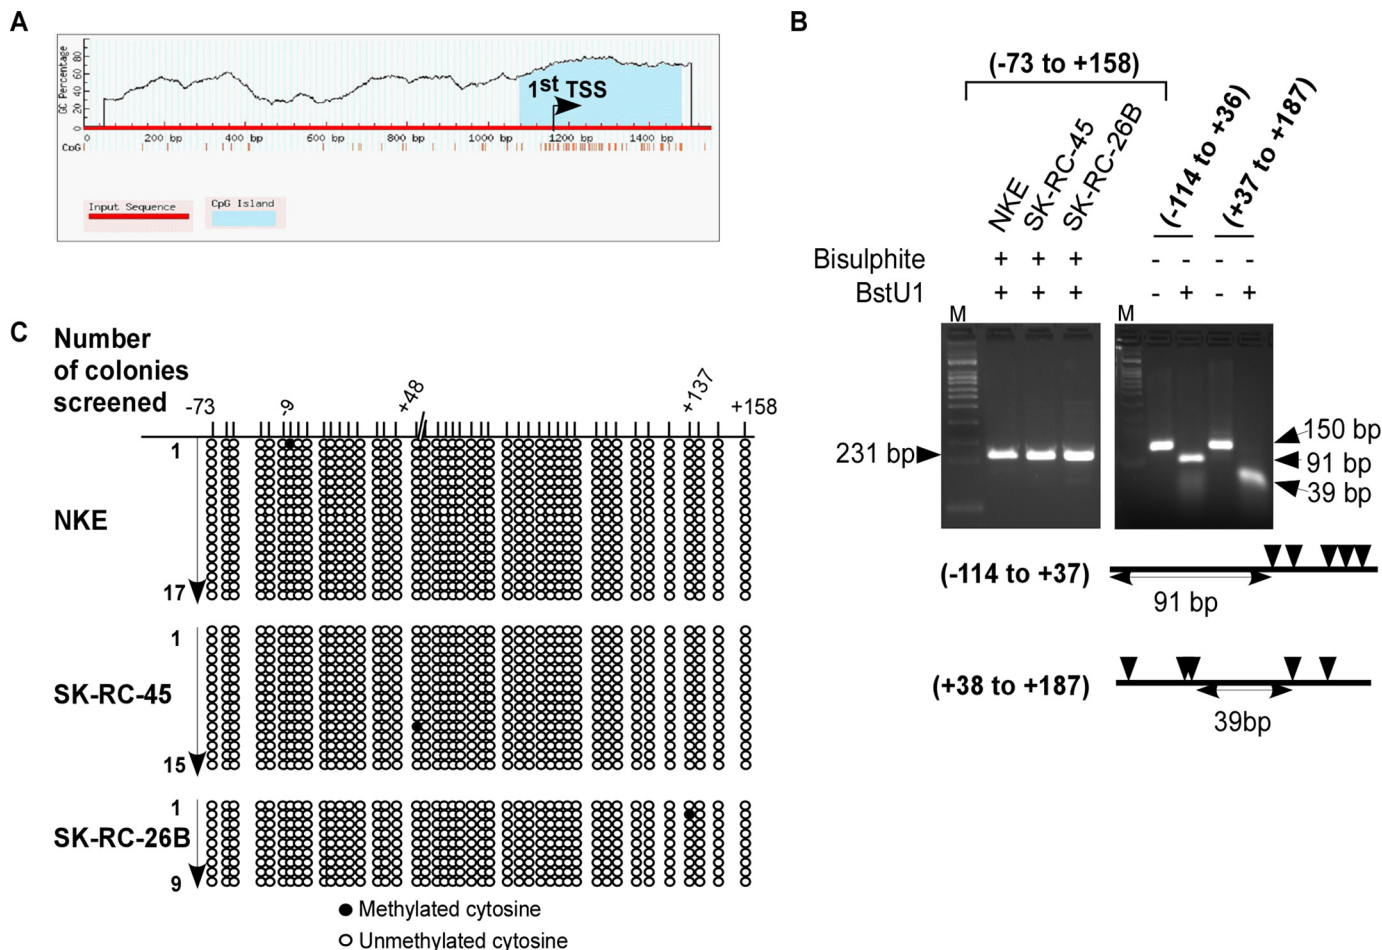 A
GC Percentage
80
60
40
20
0
1st TSS
0 200 bp 400 bp 600 bp 800 bp 1000 bp 1200 bp 1400 bp
CpG
Input Sequence
CpG Island
B
(-73 to +158)
NKE
SK-RC-45
SK-RC-26B
(-114 to +36)
(+37 to +187)
Bisulphite + + + - - - -
BstU1 + + + - + - +
M
M
231 bp
150 bp
91 bp
39 bp
(-114 to +37)
91 bp
(+38 to +187)
39bp
C
Number
of colonies
screened
-73 -9 +48 +137 +158
1
NKE
17
1
SK-RC-45
15
1
SK-RC-26B
9
Methylated cytosine
Unmethylated cytosine